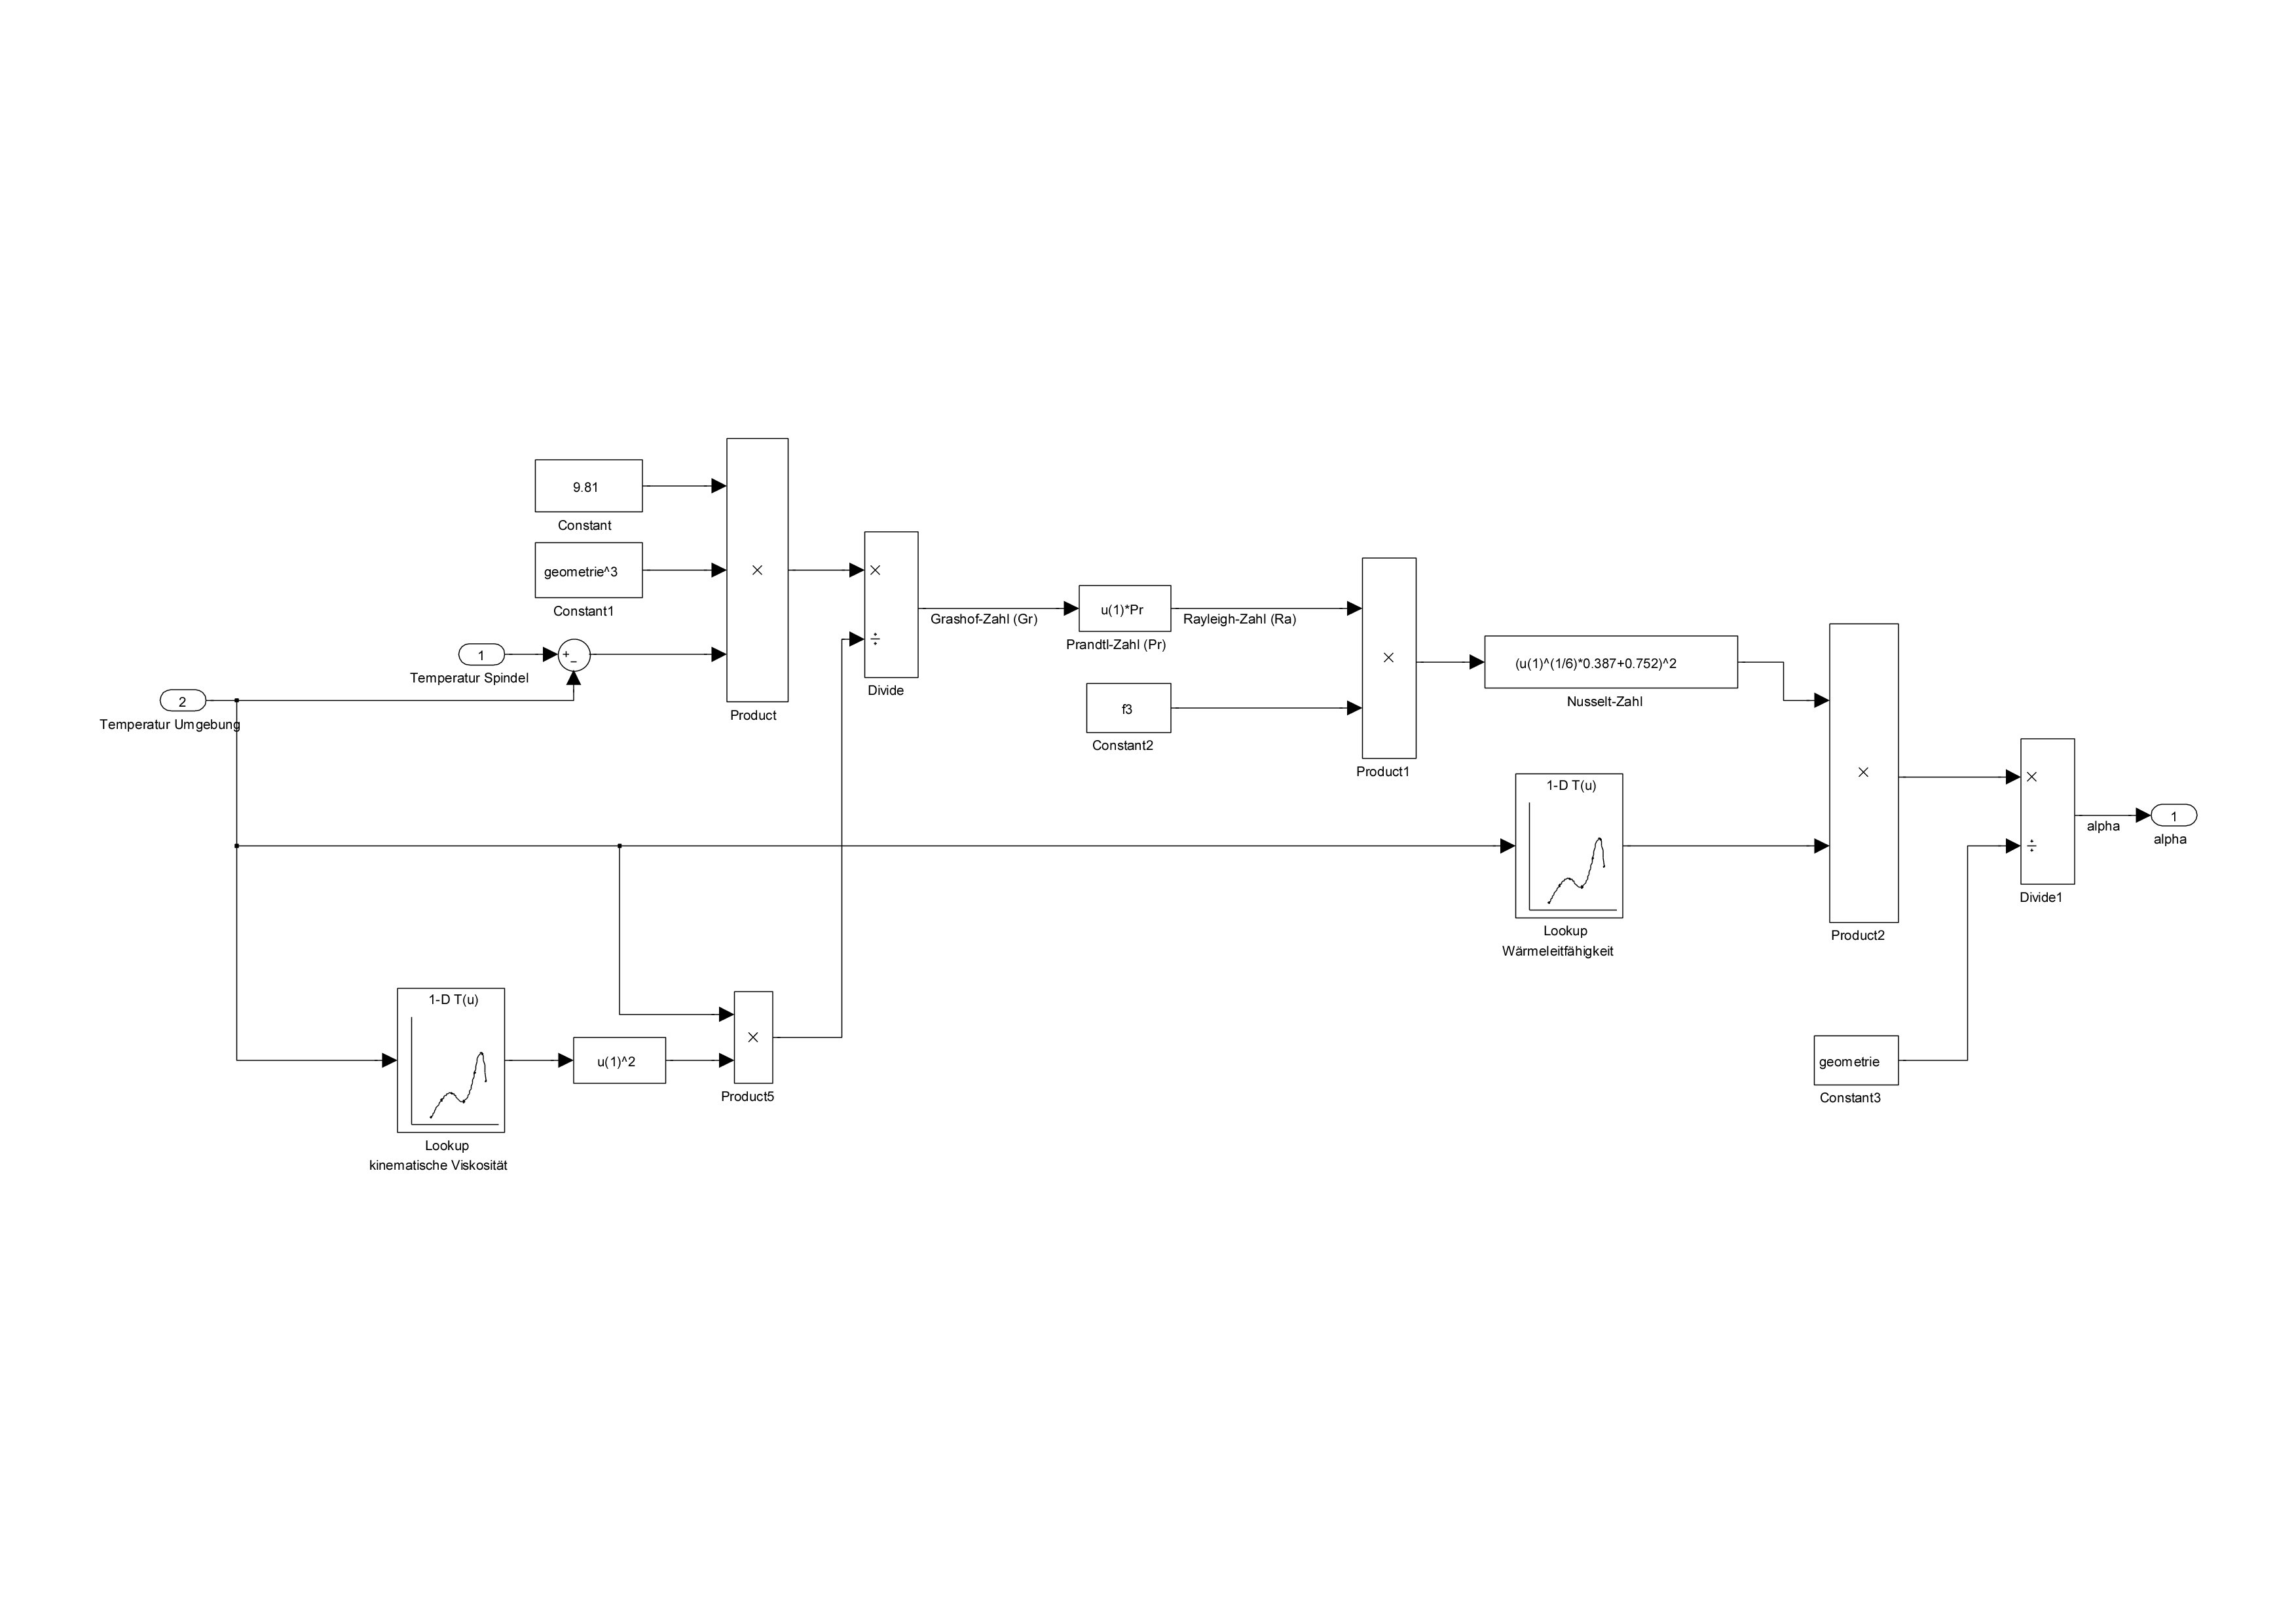 9.81
Constant
geometrie^3
Constant1
1
Temperatur Spindel
+
−
2
Temperatur Umgebung
×
Product
×
÷
Divide
Grashof-Zahl (Gr)
u(1)*Pr
Prandtl-Zahl (Pr)
Rayleigh-Zahl (Ra)
f3
Constant2
×
Product1
(u(1)^(1/6)*0.387+0.752)^2
Nusselt-Zahl
1-D T(u)
Lookup
Wärmeleitfähigkeit
×
Product2
×
÷
Divide1
alpha
1
alpha
1-D T(u)
Lookup
kinematische Viskosität
u(1)^2
×
Product5
geometrie
Constant3